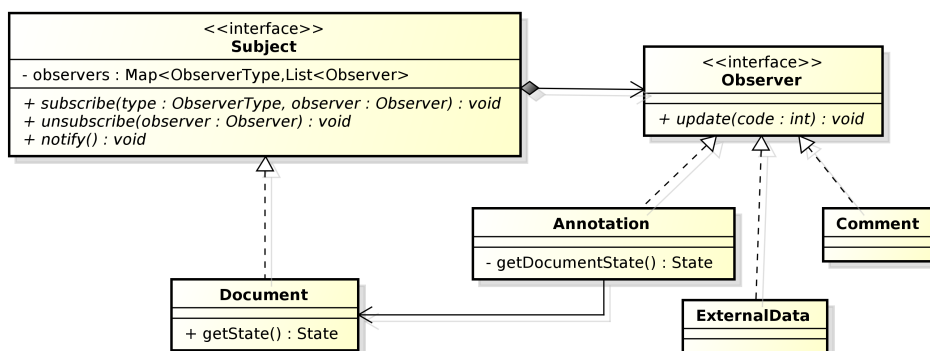 <<interface>>
Subject
- observers : Map<ObserverType,List<Observer>
+ subscribe(type : ObserverType, observer : Observer) : void
+ unsubscribe(observer : Observer) : void
+ notify() : void
<<interface>>
Observer
+ update(code : int) : void
Annotation
- getDocumentState() : State
Comment
Document
+ getState() : State
ExternalData